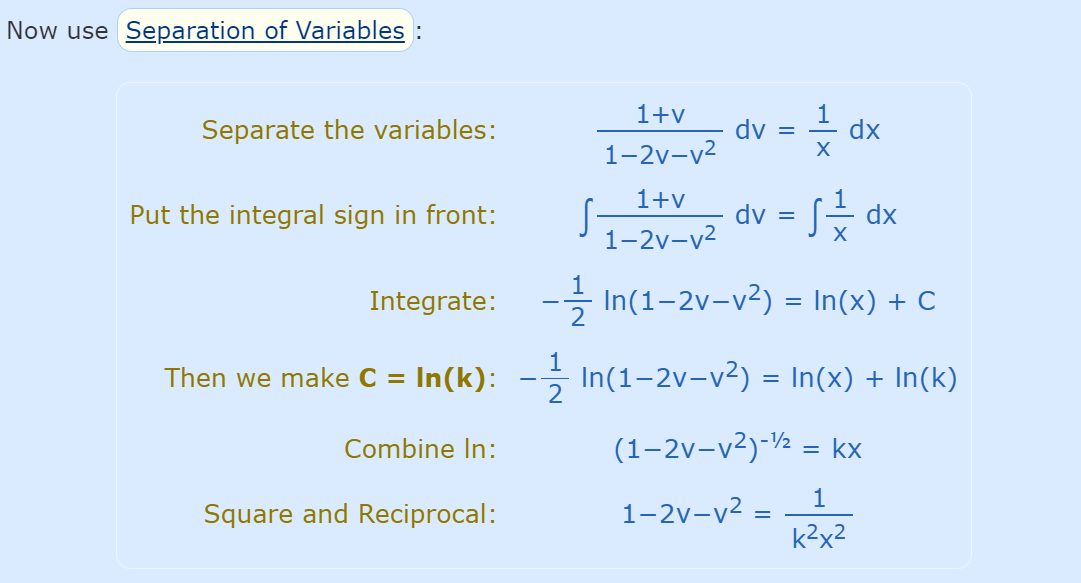 Now use Separation of Variables :
Separate the variables: (1+v)/(1−2v−v²) dv = 1/x dx
Put the integral sign in front: ∫ (1+v)/(1−2v−v²) dv = ∫ 1/x dx
Integrate: −1/2 ln(1−2v−v²) = ln(x) + C
Then we make C = ln(k): −1/2 ln(1−2v−v²) = ln(x) + ln(k)
Combine ln: (1−2v−v²)⁻½ = kx
Square and Reciprocal: 1−2v−v² = 1/(k²x²)